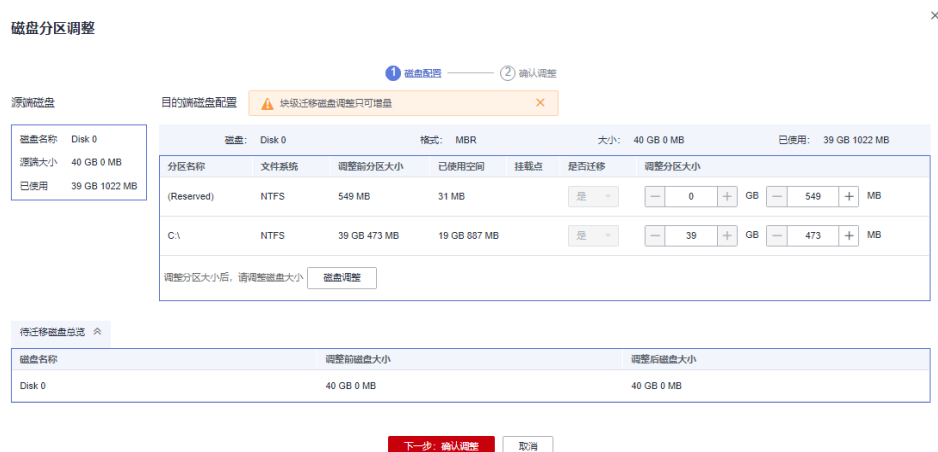 磁盘分区调整
1 磁盘配置 2 确认调整
源端磁盘 目的端磁盘配置 块级迁移磁盘调整只可增量
磁盘名称 Disk 0
源端大小 40 GB 0 MB
已使用 39 GB 1022 MB
磁盘: Disk 0 格式: MBR 大小: 40 GB 0 MB 已使用: 39 GB 1022 MB
分区名称 文件系统 调整前分区大小 已使用空间 挂载点 是否迁移 调整分区大小
(Reserved) NTFS 549 MB 31 MB 是 0 GB 549 MB
C:\ NTFS 39 GB 473 MB 19 GB 887 MB 是 39 GB 473 MB
调整分区大小后，请调整磁盘大小 磁盘调整
待迁移磁盘总览
磁盘名称 调整前磁盘大小 调整后磁盘大小
Disk 0 40 GB 0 MB 40 GB 0 MB
下一步：确认调整 取消